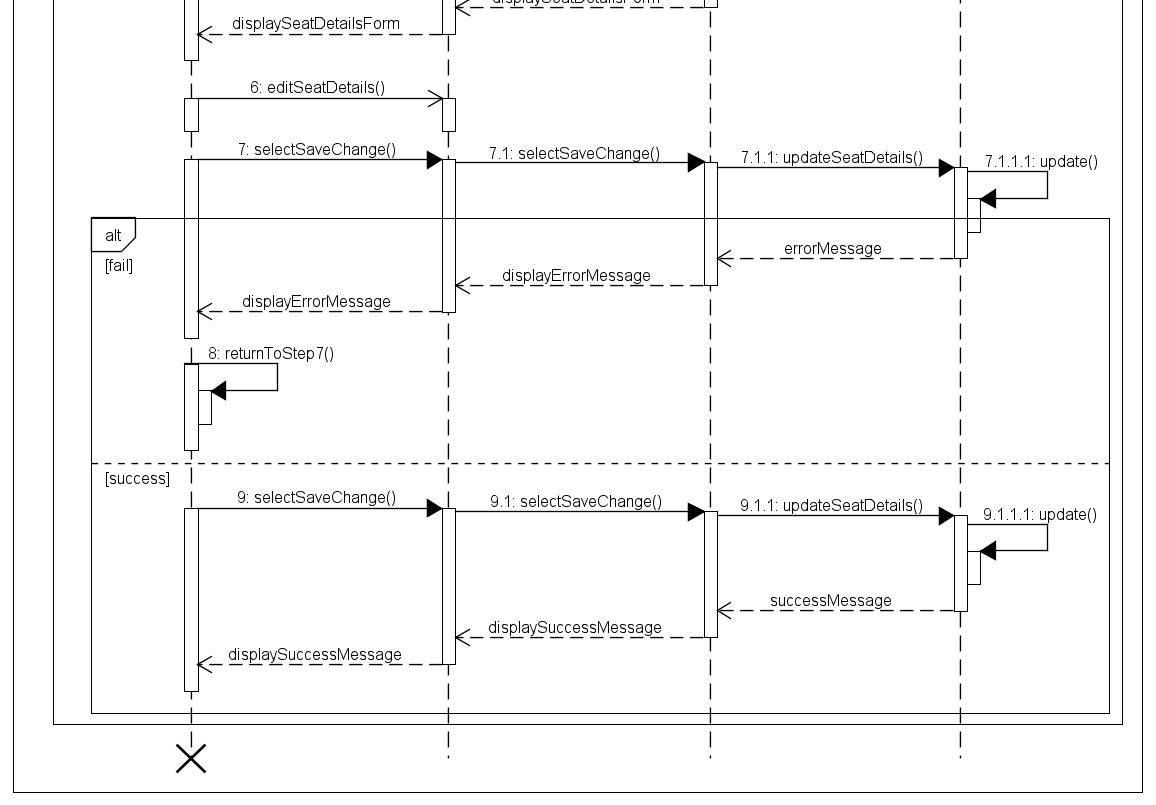 displaySeatDetailsForm
displaySeatDetailsForm
6: editSeatDetails()
7: selectSaveChange()
7.1: selectSaveChange()
7.1.1: updateSeatDetails()
7.1.1.1: update()
alt
[fail]
errorMessage
displayErrorMessage
displayErrorMessage
8: returnToStep7()
[success]
9: selectSaveChange()
9.1: selectSaveChange()
9.1.1: updateSeatDetails()
9.1.1.1: update()
successMessage
displaySuccessMessage
displaySuccessMessage